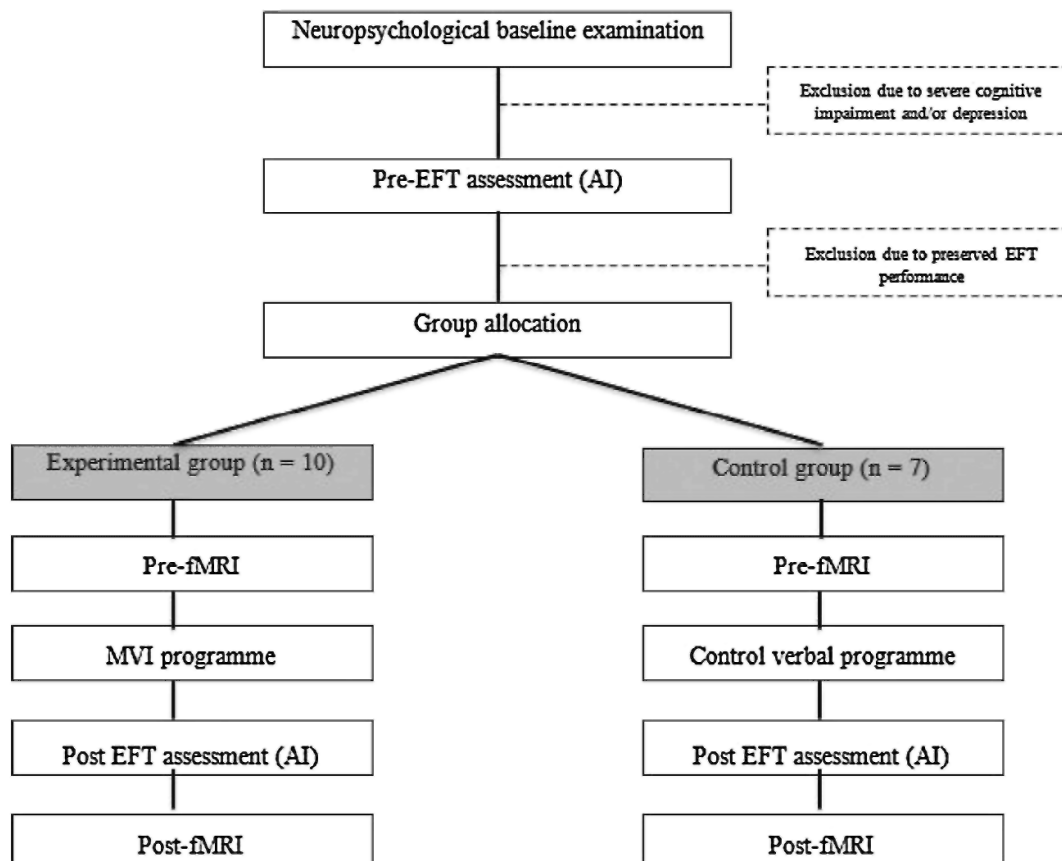 Neuropsychological baseline examination
Exclusion due to severe cognitive
impairment and/or depression
Pre-EFT assessment (AI)
Exclusion due to preserved EFT
performance
Group allocation
Experimental group (n = 10)
Control group (n = 7)
Pre-fMRI
Pre-fMRI
MVI programme
Control verbal programme
Post EFT assessment (AI)
Post EFT assessment (AI)
Post-fMRI
Post-fMRI